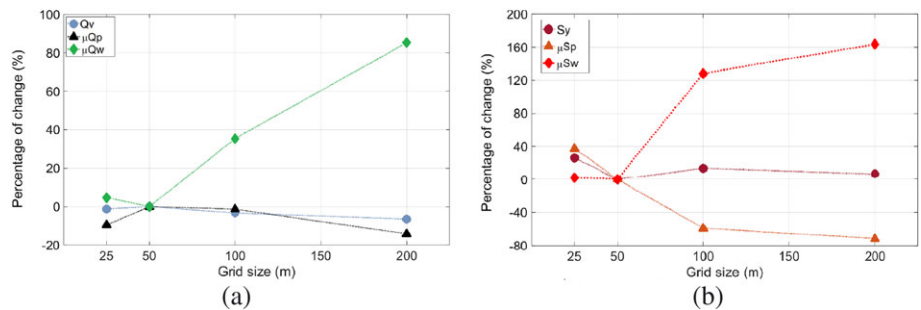 Qv
μQp
μQw
Percentage of change (%)
100
80
60
40
20
0
-20
25
50
100
150
200
Grid size (m)
(a)
Sy
μSp
μSw
Percentage of change (%)
200
160
120
80
40
0
-40
-80
25
50
100
150
200
Grid size (m)
(b)